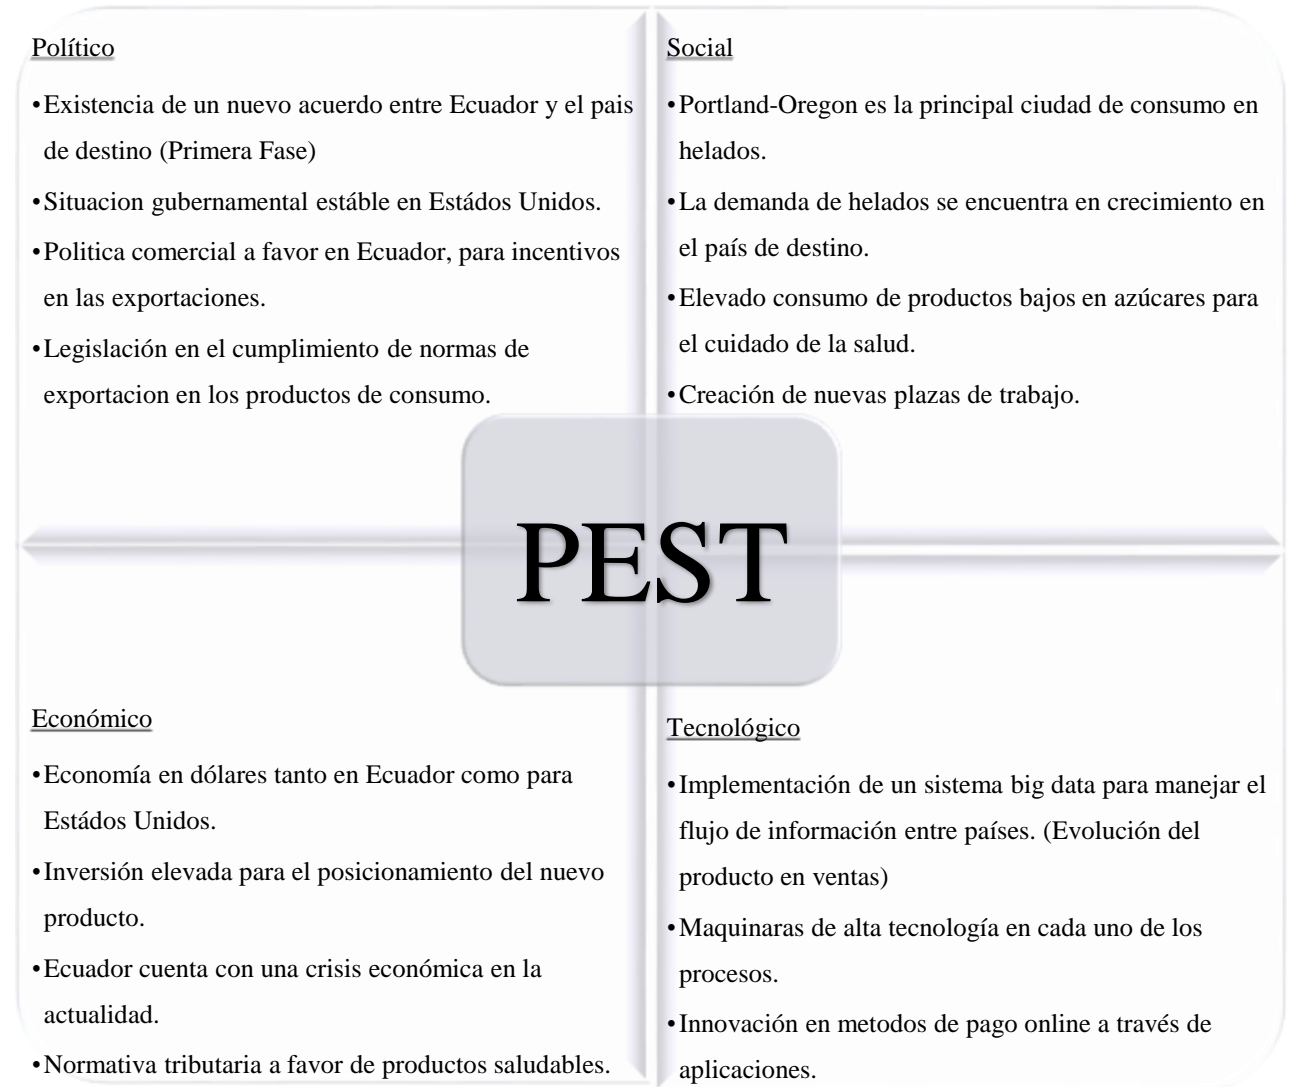 Político
•Existencia de un nuevo acuerdo entre Ecuador y el pais
de destino (Primera Fase)
•Situacion gubernamental estáble en Estádos Unidos.
•Politica comercial a favor en Ecuador, para incentivos
en las exportaciones.
•Legislación en el cumplimiento de normas de
exportacion en los productos de consumo.
Social
•Portland-Oregon es la principal ciudad de consumo en
helados.
•La demanda de helados se encuentra en crecimiento en
el país de destino.
•Elevado consumo de productos bajos en azúcares para
el cuidado de la salud.
•Creación de nuevas plazas de trabajo.
PEST
Económico
•Economía en dólares tanto en Ecuador como para
Estádos Unidos.
•Inversión elevada para el posicionamiento del nuevo
producto.
•Ecuador cuenta con una crisis económica en la
actualidad.
•Normativa tributaria a favor de productos saludables.
Tecnológico
•Implementación de un sistema big data para manejar el
flujo de información entre países. (Evolución del
producto en ventas)
•Maquinaras de alta tecnología en cada uno de los
procesos.
•Innovación en metodos de pago online a través de
aplicaciones.